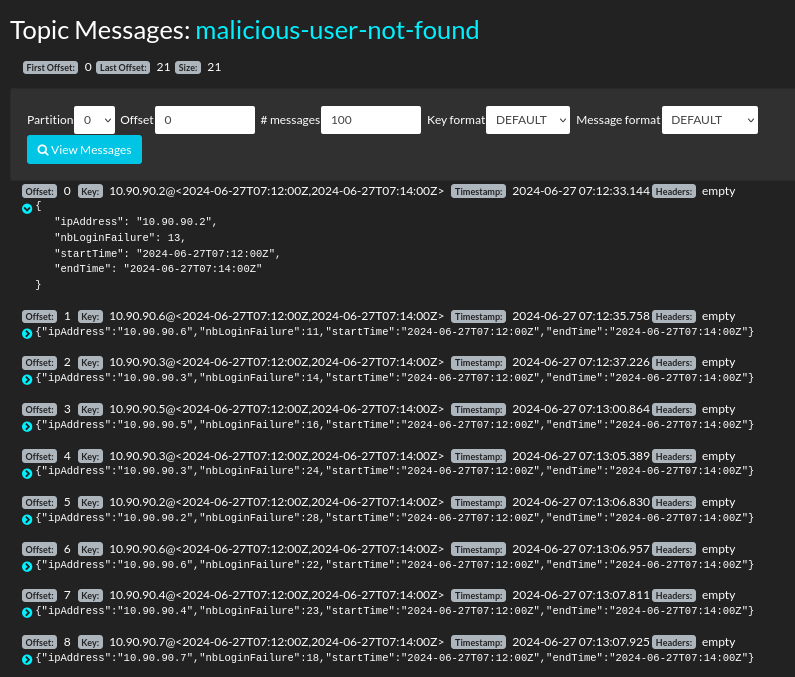 Topic Messages: malicious-user-not-found
First Offset: 0 Last Offset: 21 Size: 21
Partition 0 Offset 0 # messages 100 Key format DEFAULT Message format DEFAULT
View Messages
Offset: 0 Key: 10.90.90.2@<2024-06-27T07:12:00Z,2024-06-27T07:14:00Z> Timestamp: 2024-06-27 07:12:33.144 Headers: empty
{
"ipAddress": "10.90.90.2",
"nbLoginFailure": 13,
"startTime": "2024-06-27T07:12:00Z",
"endTime": "2024-06-27T07:14:00Z"
}
Offset: 1 Key: 10.90.90.6@<2024-06-27T07:12:00Z,2024-06-27T07:14:00Z> Timestamp: 2024-06-27 07:12:35.758 Headers: empty
{"ipAddress":"10.90.90.6","nbLoginFailure":11,"startTime":"2024-06-27T07:12:00Z","endTime":"2024-06-27T07:14:00Z"}
Offset: 2 Key: 10.90.90.3@<2024-06-27T07:12:00Z,2024-06-27T07:14:00Z> Timestamp: 2024-06-27 07:12:37.226 Headers: empty
{"ipAddress":"10.90.90.3","nbLoginFailure":14,"startTime":"2024-06-27T07:12:00Z","endTime":"2024-06-27T07:14:00Z"}
Offset: 3 Key: 10.90.90.5@<2024-06-27T07:12:00Z,2024-06-27T07:14:00Z> Timestamp: 2024-06-27 07:13:00.864 Headers: empty
{"ipAddress":"10.90.90.5","nbLoginFailure":16,"startTime":"2024-06-27T07:12:00Z","endTime":"2024-06-27T07:14:00Z"}
Offset: 4 Key: 10.90.90.3@<2024-06-27T07:12:00Z,2024-06-27T07:14:00Z> Timestamp: 2024-06-27 07:13:05.389 Headers: empty
{"ipAddress":"10.90.90.3","nbLoginFailure":24,"startTime":"2024-06-27T07:12:00Z","endTime":"2024-06-27T07:14:00Z"}
Offset: 5 Key: 10.90.90.2@<2024-06-27T07:12:00Z,2024-06-27T07:14:00Z> Timestamp: 2024-06-27 07:13:06.830 Headers: empty
{"ipAddress":"10.90.90.2","nbLoginFailure":28,"startTime":"2024-06-27T07:12:00Z","endTime":"2024-06-27T07:14:00Z"}
Offset: 6 Key: 10.90.90.6@<2024-06-27T07:12:00Z,2024-06-27T07:14:00Z> Timestamp: 2024-06-27 07:13:06.957 Headers: empty
{"ipAddress":"10.90.90.6","nbLoginFailure":22,"startTime":"2024-06-27T07:12:00Z","endTime":"2024-06-27T07:14:00Z"}
Offset: 7 Key: 10.90.90.4@<2024-06-27T07:12:00Z,2024-06-27T07:14:00Z> Timestamp: 2024-06-27 07:13:07.811 Headers: empty
{"ipAddress":"10.90.90.4","nbLoginFailure":23,"startTime":"2024-06-27T07:12:00Z","endTime":"2024-06-27T07:14:00Z"}
Offset: 8 Key: 10.90.90.7@<2024-06-27T07:12:00Z,2024-06-27T07:14:00Z> Timestamp: 2024-06-27 07:13:07.925 Headers: empty
{"ipAddress":"10.90.90.7","nbLoginFailure":18,"startTime":"2024-06-27T07:12:00Z","endTime":"2024-06-27T07:14:00Z"}